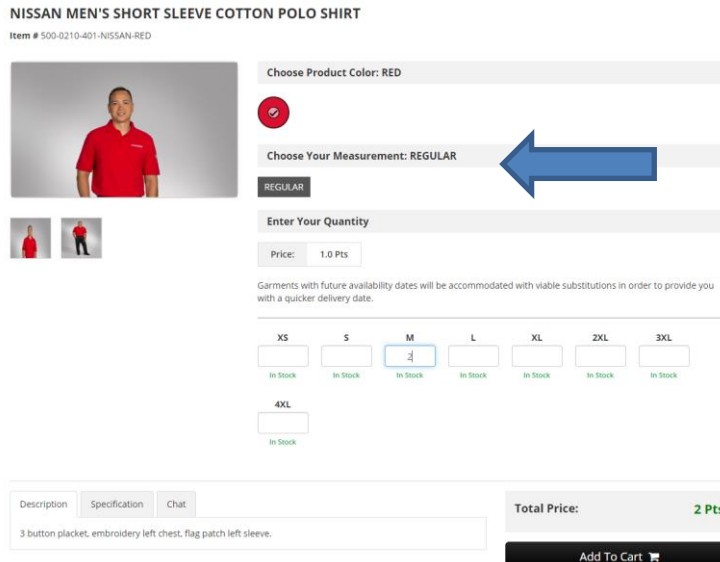 NISSAN MEN'S SHORT SLEEVE COTTON POLO SHIRT
Item # 500-0210-401-NISSAN-RED
Choose Product Color: RED
Choose Your Measurement: REGULAR
REGULAR
Enter Your Quantity
Price: 1.0 Pts
Garments with future availability dates will be accommodated with viable substitutions in order to provide you
with a quicker delivery date.
XS S M L XL 2XL 3XL
2
In Stock In Stock In Stock In Stock In Stock In Stock In Stock
4XL
In Stock
Description Specification Chat
3 button placket, embroidery left chest, flag patch left sleeve.
Total Price: 2 Pts
Add To Cart